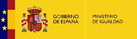 GOBIERNO
DE ESPAÑA
MINISTERIO
DE IGUALDAD